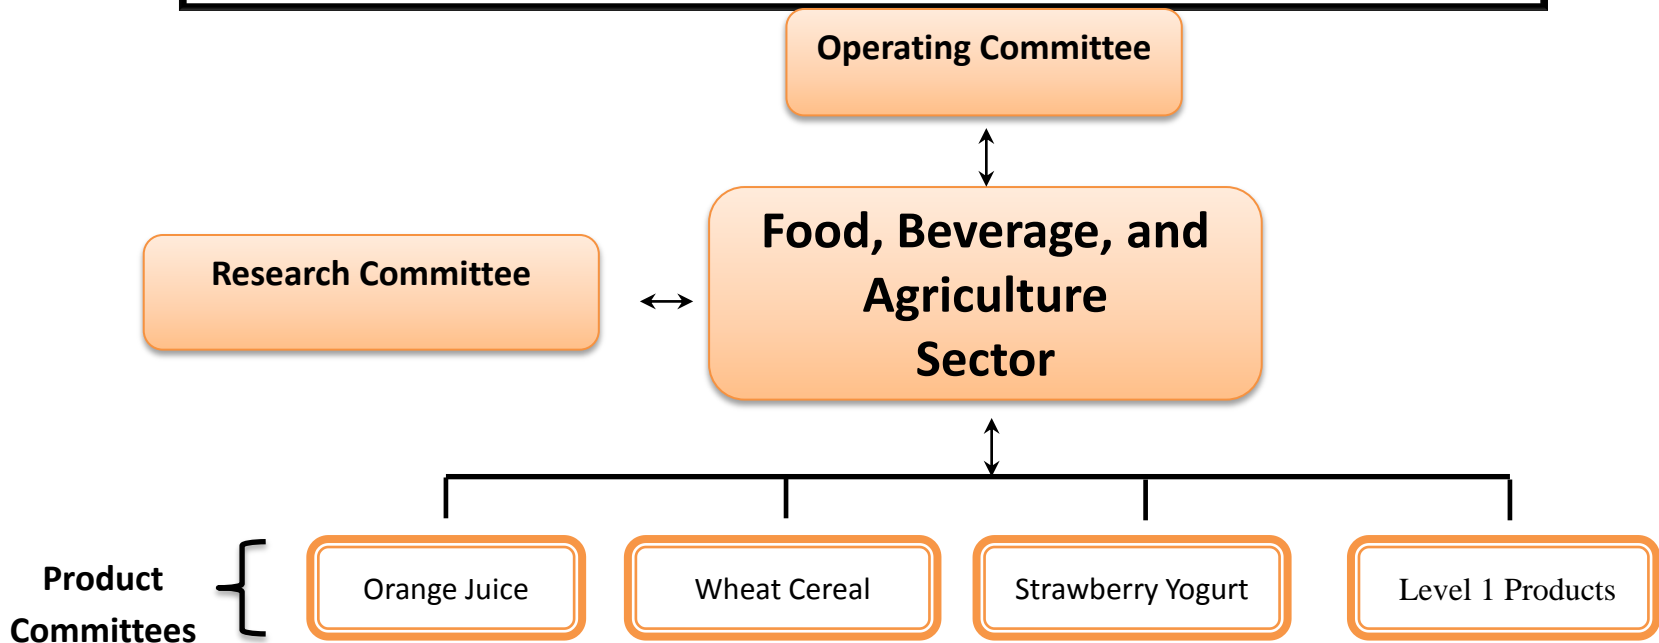 Operating Committee
Food, Beverage, and
Agriculture
Sector
Research Committee
Product
Committees
Orange Juice
Wheat Cereal
Strawberry Yogurt
Level 1 Products